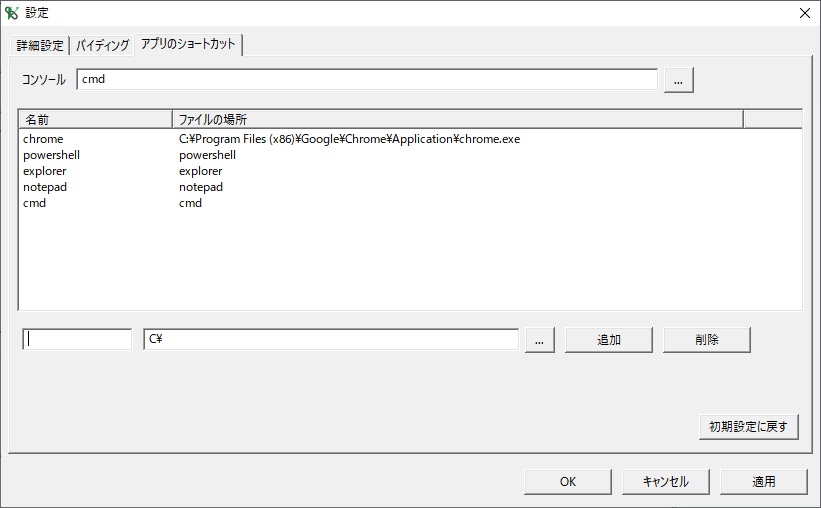 設定
詳細設定 バイディング アプリのショートカット
コンソール cmd ...
名前 ファイルの場所
chrome C:¥Program Files (x86)¥Google¥Chrome¥Application¥chrome.exe
powershell powershell
explorer explorer
notepad notepad
cmd cmd
C¥ ... 追加 削除
初期設定に戻す
OK キャンセル 適用